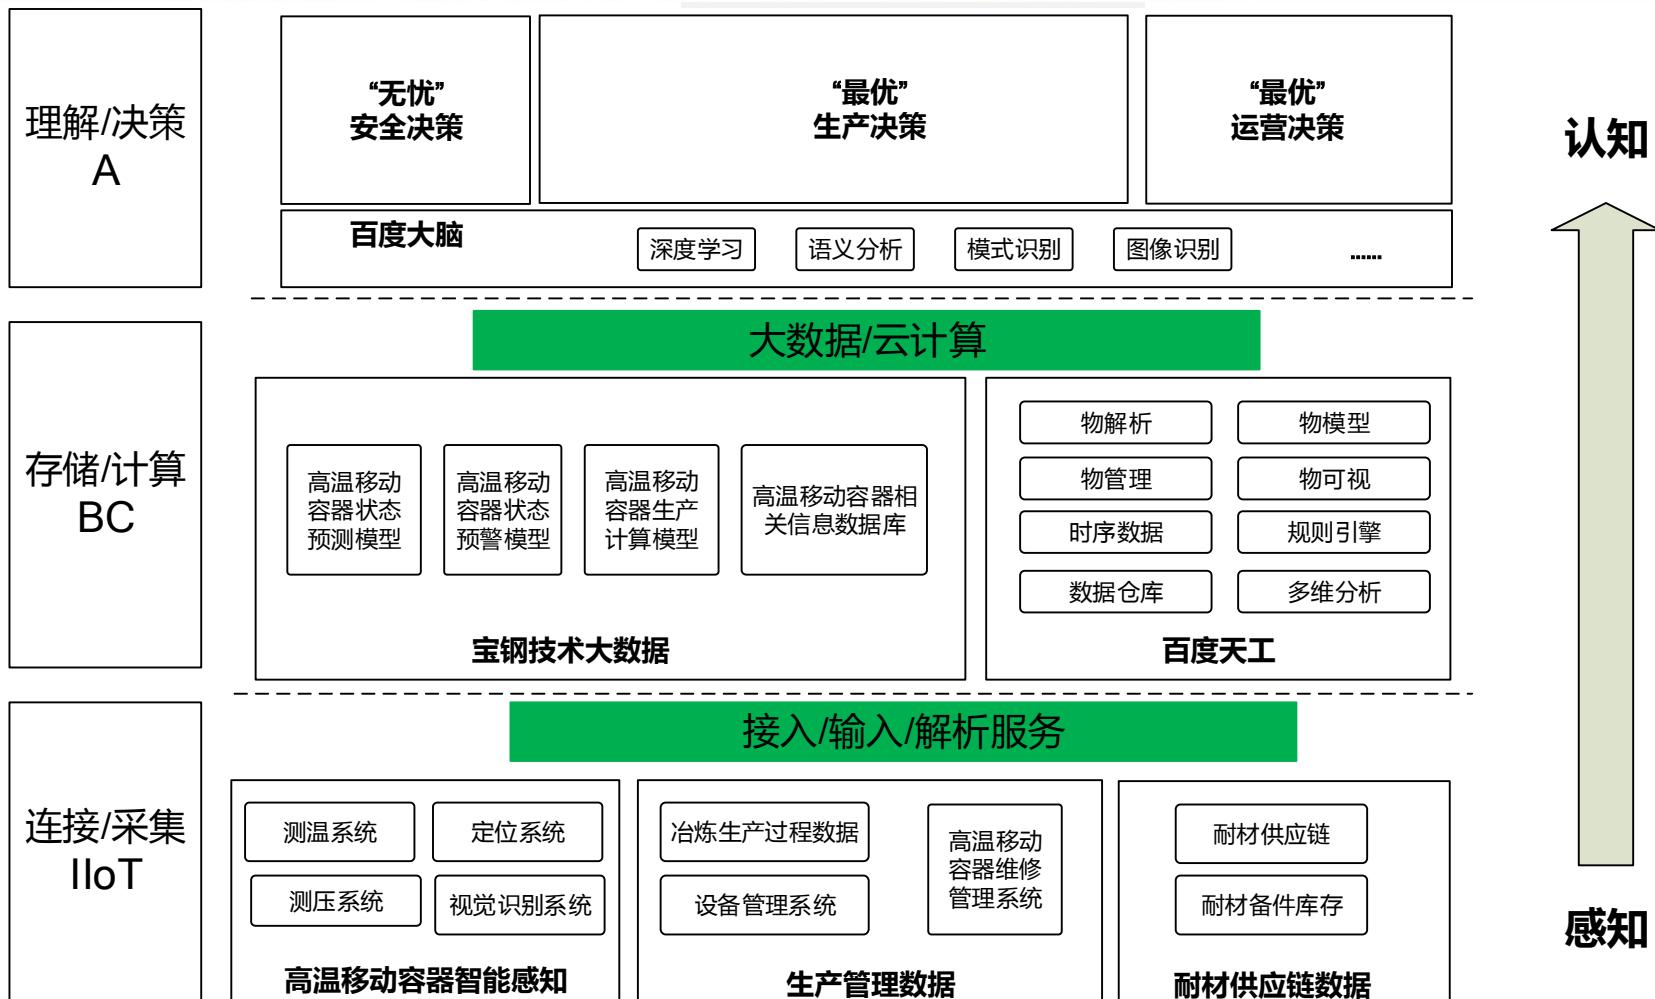 理解/决策
A
“无忧”
安全决策
“最优”
生产决策
“最优”
运营决策
认知
百度大脑
深度学习
语义分析
模式识别
图像识别
......
大数据/云计算
存储/计算
BC
高温移动
容器状态
预测模型
高温移动
容器状态
预警模型
高温移动
容器生产
计算模型
高温移动容器相
关信息数据库
宝钢技术大数据
物解析
物模型
物管理
物可视
时序数据
规则引擎
数据仓库
多维分析
百度天工
接入/输入/解析服务
连接/采集
IIoT
测温系统
定位系统
测压系统
视觉识别系统
高温移动容器智能感知
冶炼生产过程数据
设备管理系统
高温移动
容器维修
管理系统
生产管理数据
耐材供应链
耐材备件库存
耐材供应链数据
感知